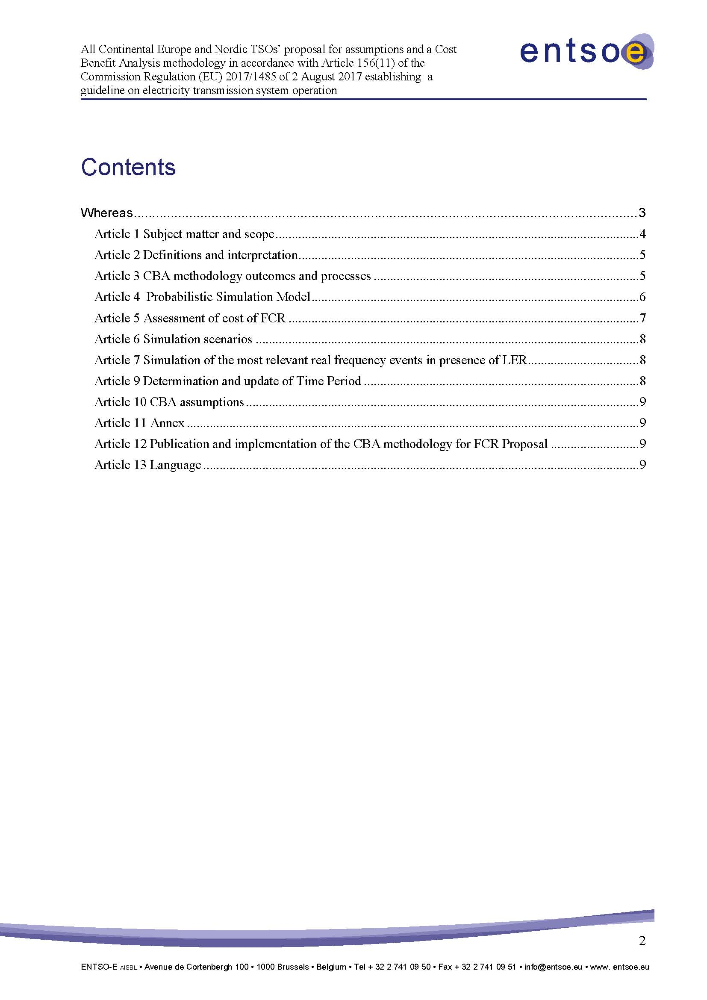 All Continental Europe and Nordic TSOs’ proposal for assumptions and a Cost
Benefit Analysis methodology in accordance with Article 156(11) of the
Commission Regulation (EU) 2017/1485 of 2 August 2017 establishing  a
guideline on electricity transmission system operation
entsoe
Contents
Whereas........................................................................3
Article 1 Subject matter and scope........................................................................4
Article 2 Definitions and interpretation........................................................................5
Article 3 CBA methodology outcomes and processes ........................................................................5
Article 4  Probabilistic Simulation Model........................................................................6
Article 5 Assessment of cost of FCR ........................................................................7
Article 6 Simulation scenarios ........................................................................8
Article 7 Simulation of the most relevant real frequency events in presence of LER..................................8
Article 9 Determination and update of Time Period ........................................................................8
Article 10 CBA assumptions........................................................................9
Article 11 Annex........................................................................9
Article 12 Publication and implementation of the CBA methodology for FCR Proposal ..........................9
Article 13 Language........................................................................9
2
ENTSO-E AISBL • Avenue de Cortenbergh 100 • 1000 Brussels • Belgium • Tel + 32 2 741 09 50 • Fax + 32 2 741 09 51 • info@entsoe.eu • www. entsoe.eu